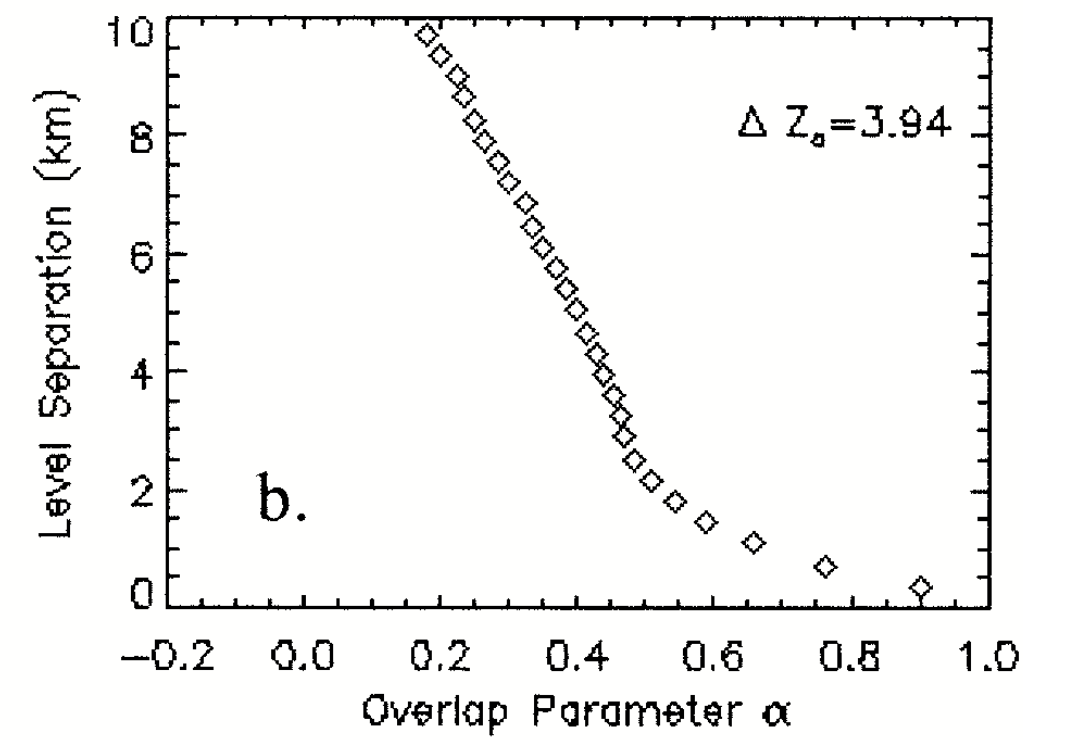 10
8
6
4
2
0
Level Separation (km)
Δ Zₐ=3.94
b.
−0.2 0.0 0.2 0.4 0.6 0.8 1.0
Overlap Parameter α